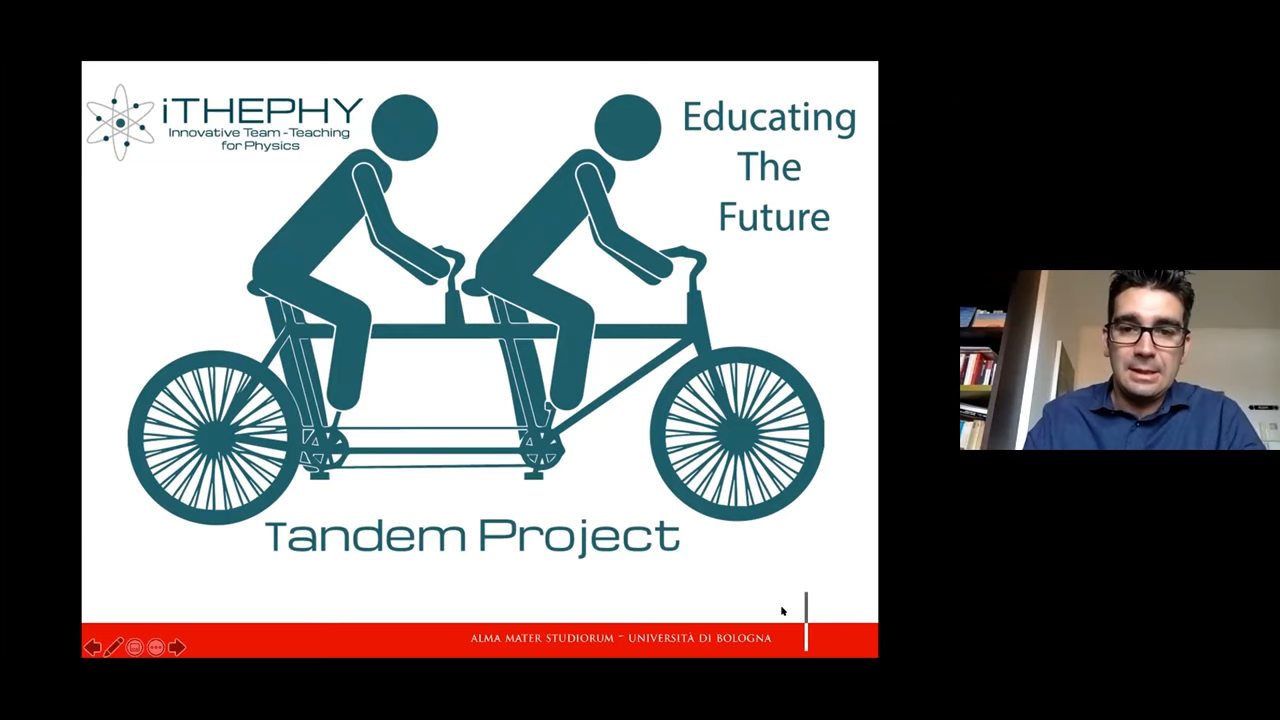 iTHEPHY
Innovative Team-Teaching
for Physics
Educating
The
Future
Tandem Project
ALMA MATER STUDIORUM - UNIVERSITÀ DI BOLOGNA